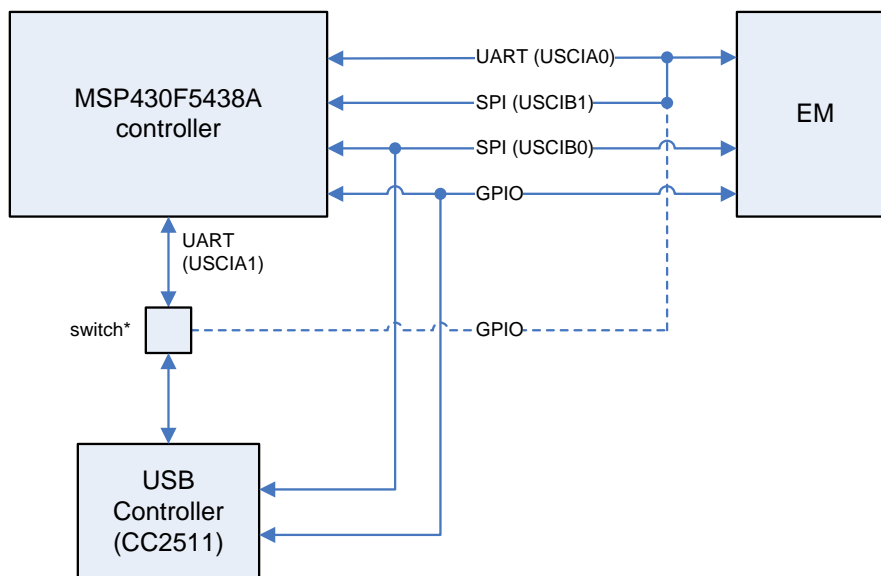 MSP430F5438A
controller
UART (USCIA0)
SPI (USCIB1)
SPI (USCIB0)
GPIO
EM
UART
(USCIA1)
switch*
GPIO
USB
Controller
(CC2511)